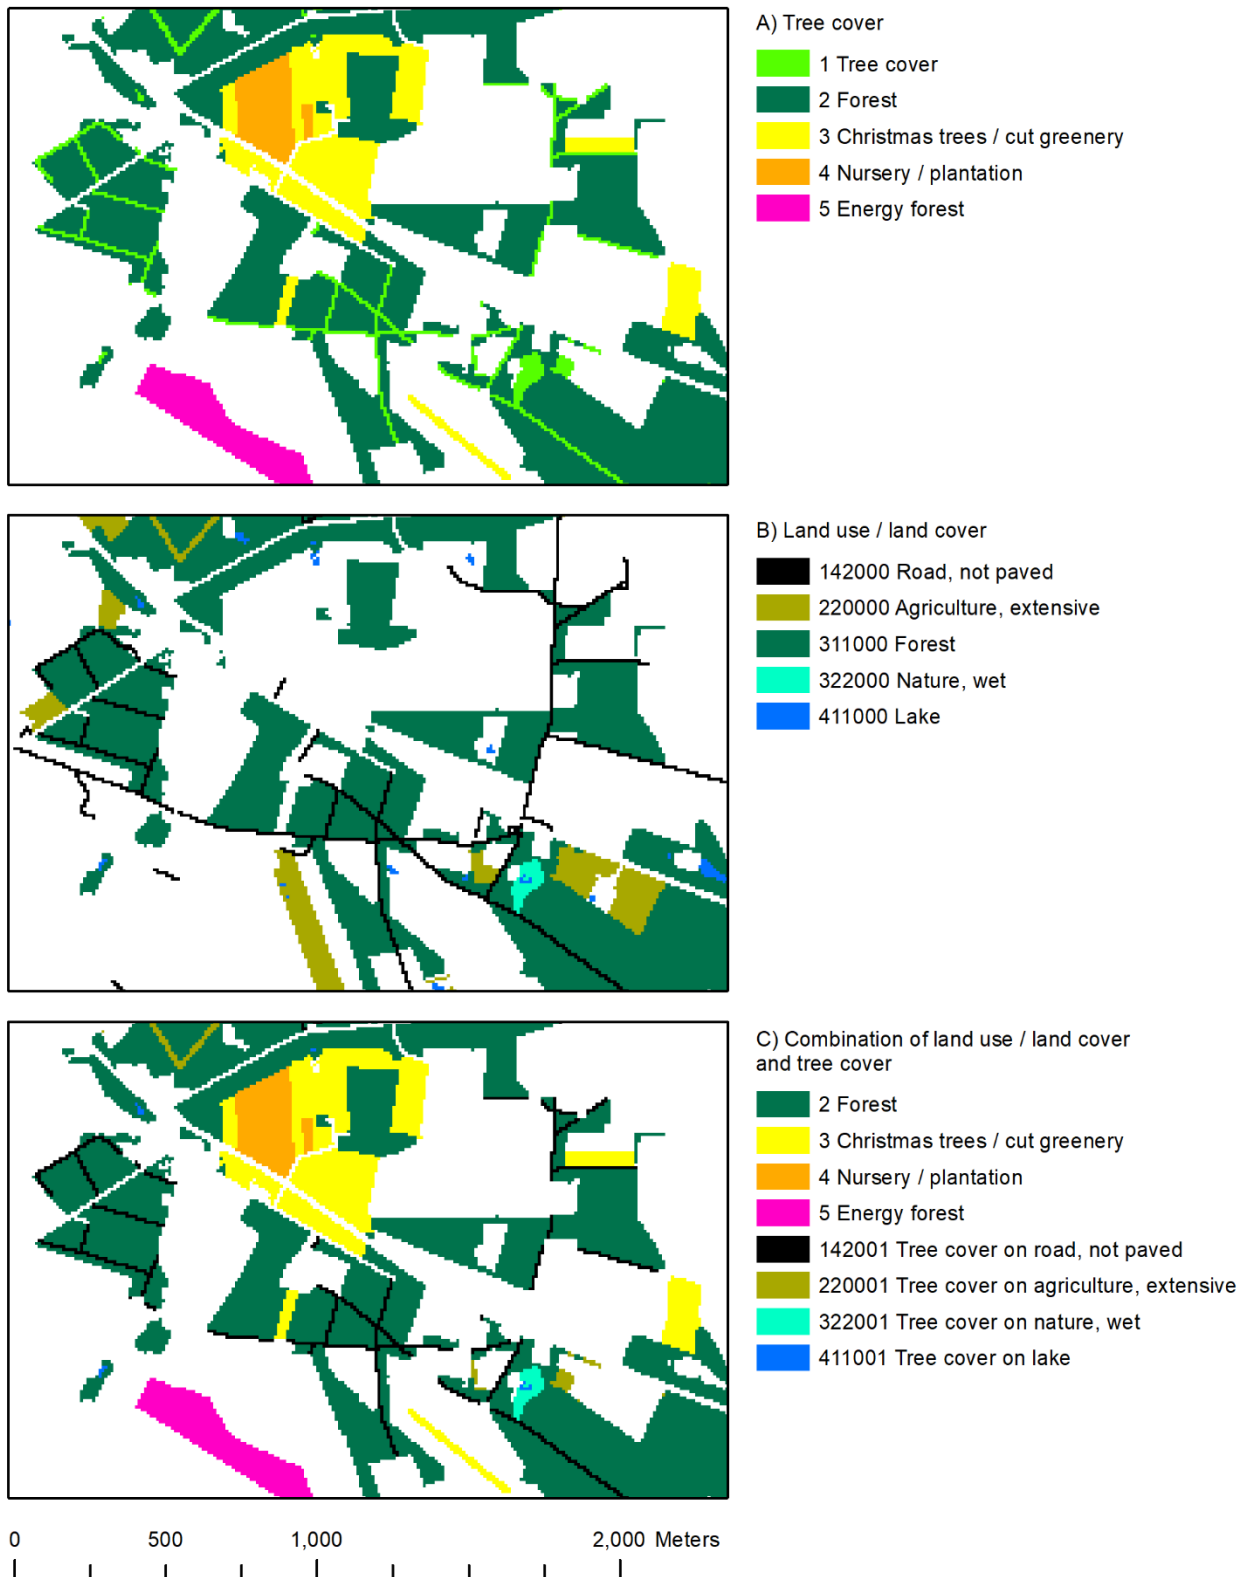 A) Tree cover
1 Tree cover
2 Forest
3 Christmas trees / cut greenery
4 Nursery / plantation
5 Energy forest
B) Land use / land cover
142000 Road, not paved
220000 Agriculture, extensive
311000 Forest
322000 Nature, wet
411000 Lake
C) Combination of land use / land cover
and tree cover
2 Forest
3 Christmas trees / cut greenery
4 Nursery / plantation
5 Energy forest
142001 Tree cover on road, not paved
220001 Tree cover on agriculture, extensive
322001 Tree cover on nature, wet
411001 Tree cover on lake
0 500 1,000 2,000 Meters